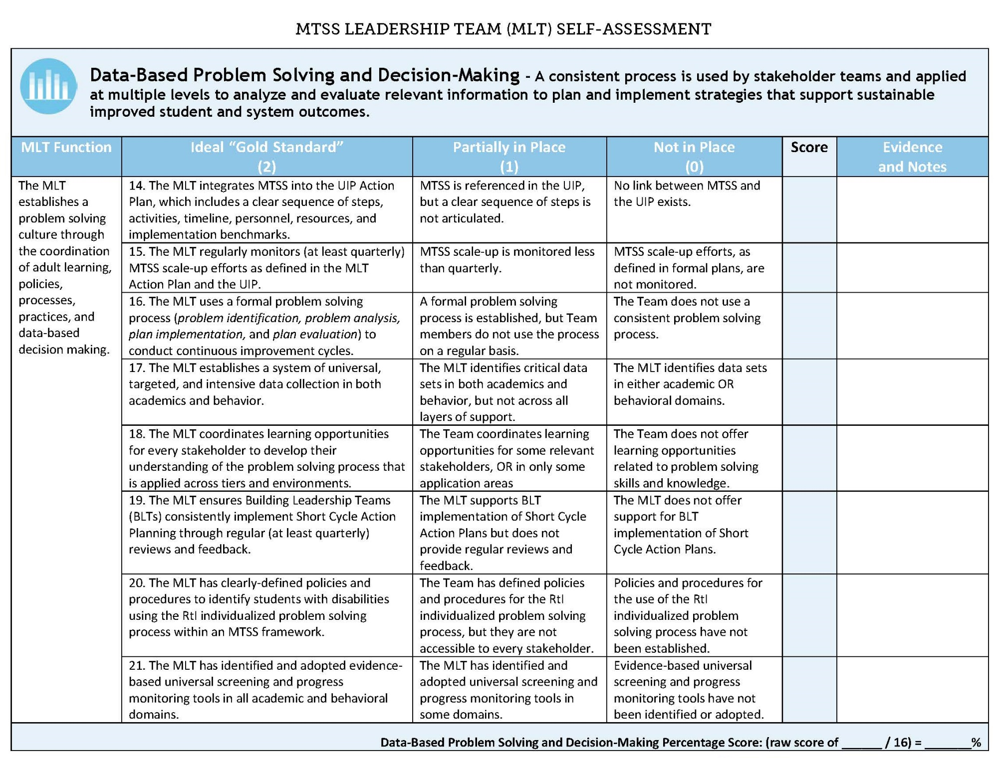 MTSS LEADERSHIP TEAM (MLT) SELF-ASSESSMENT
Data-Based Problem Solving and Decision-Making - A consistent process is used by stakeholder teams and applied
at multiple levels to analyze and evaluate relevant information to plan and implement strategies that support sustainable
improved student and system outcomes.
MLT Function
Ideal “Gold Standard”
(2)
Partially in Place
(1)
Not in Place
(0)
Score
Evidence
and Notes
The MLT
establishes a
problem solving
culture through
the coordination
of adult learning,
policies,
processes,
practices, and
data-based
decision making.
14. The MLT integrates MTSS into the UIP Action
Plan, which includes a clear sequence of steps,
activities, timeline, personnel, resources, and
implementation benchmarks.
MTSS is referenced in the UIP,
but a clear sequence of steps is
not articulated.
No link between MTSS and
the UIP exists.
15. The MLT regularly monitors (at least quarterly)
MTSS scale-up efforts as defined in the MLT
Action Plan and the UIP.
MTSS scale-up is monitored less
than quarterly.
MTSS scale-up efforts, as
defined in formal plans, are
not monitored.
16. The MLT uses a formal problem solving
process (problem identification, problem analysis,
plan implementation, and plan evaluation) to
conduct continuous improvement cycles.
A formal problem solving
process is established, but Team
members do not use the process
on a regular basis.
The Team does not use a
consistent problem solving
process.
17. The MLT establishes a system of universal,
targeted, and intensive data collection in both
academics and behavior.
The MLT identifies critical data
sets in both academics and
behavior, but not across all
layers of support.
The MLT identifies data sets
in either academic OR
behavioral domains.
18. The MLT coordinates learning opportunities
for every stakeholder to develop their
understanding of the problem solving process that
is applied across tiers and environments.
The Team coordinates learning
opportunities for some relevant
stakeholders, OR in only some
application areas
The Team does not offer
learning opportunities
related to problem solving
skills and knowledge.
19. The MLT ensures Building Leadership Teams
(BLTs) consistently implement Short Cycle Action
Planning through regular (at least quarterly)
reviews and feedback.
The MLT supports BLT
implementation of Short Cycle
Action Plans but does not
provide regular reviews and
feedback.
The MLT does not offer
support for BLT
implementation of Short
Cycle Action Plans.
20. The MLT has clearly-defined policies and
procedures to identify students with disabilities
using the RtI individualized problem solving
process within an MTSS framework.
The Team has defined policies
and procedures for the RtI
individualized problem solving
process, but they are not
accessible to every stakeholder.
Policies and procedures for
the use of the RtI
individualized problem
solving process have not
been established.
21. The MLT has identified and adopted evidence-
based universal screening and progress
monitoring tools in all academic and behavioral
domains.
The MLT has identified and
adopted universal screening and
progress monitoring tools in
some domains.
Evidence-based universal
screening and progress
monitoring tools have not
been identified or adopted.
Data-Based Problem Solving and Decision-Making Percentage Score: (raw score of ______ / 16) = _______%